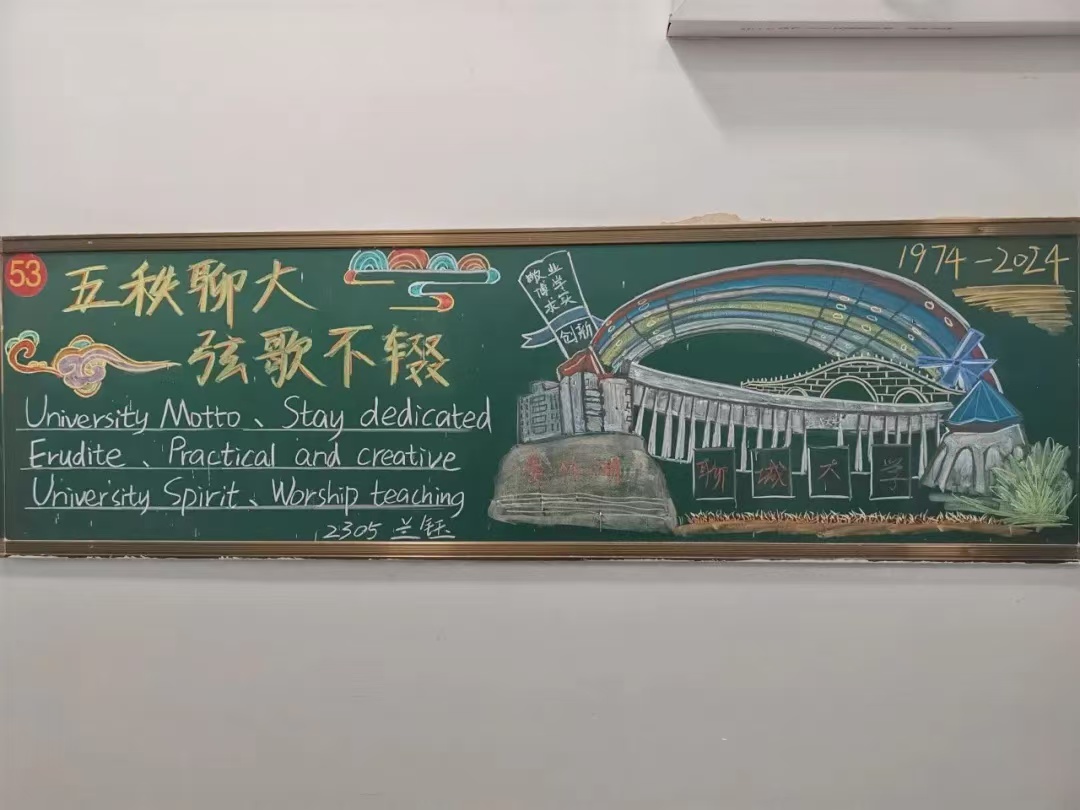 53
五秩聊大
弦歌不辍
University Motto、Stay dedicated
Erudite、Practical and creative
University Spirit、Worship teaching
2305 兰钰
敬业
博学
求实
创新
1974-2024
聊城大学